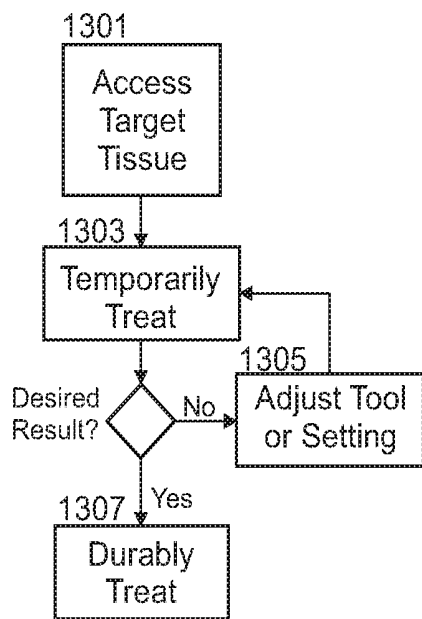 1301
Access
Target
Tissue
1303
Temporarily
Treat
1305
Desired
Result?
No
Adjust Tool
or Setting
Yes
1307
Durably
Treat